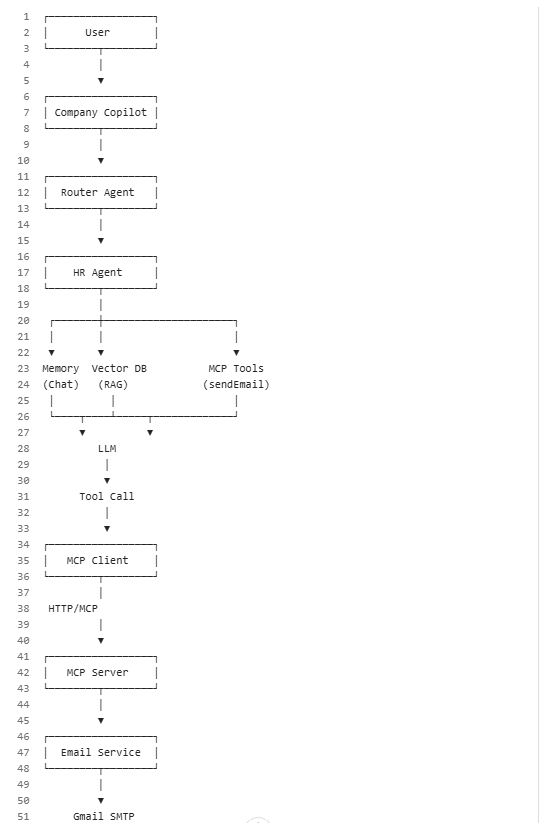 1
2 User
3
4
5
6
7 Company Copilot
8
9
10
11
12 Router Agent
13
14
15
16
17 HR Agent
18
19
20
21
22
23 Memory Vector DB MCP Tools
24 (Chat) (RAG) (sendEmail)
25
26
27
28 LLM
29
30
31 Tool Call
32
33
34
35 MCP Client
36
37
38 HTTP/MCP
39
40
41
42 MCP Server
43
44
45
46
47 Email Service
48
49
50
51 Gmail SMTP